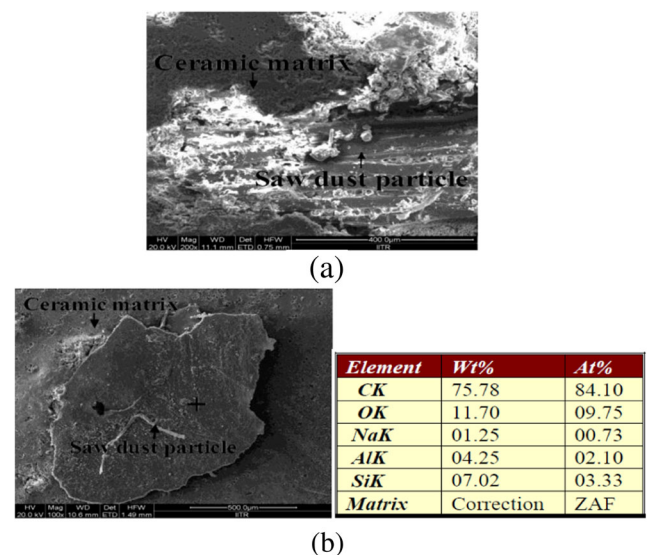 Ceramic matrix
Saw dust particle
HV Mag WD Det HFW 400.0µm
20.0 kV 200x 11.1 mm ETD 0.75 mm IITR
(a)
Ceramic matrix
Saw dust particle
HV Mag WD Det HFW 500.0µm
20.0 kV 100x 10.6 mm ETD 1.49 mm IITR
Element Wt% At%
CK 75.78 84.10
OK 11.70 09.75
NaK 01.25 00.73
AlK 04.25 02.10
SiK 07.02 03.33
Matrix Correction ZAF
(b)